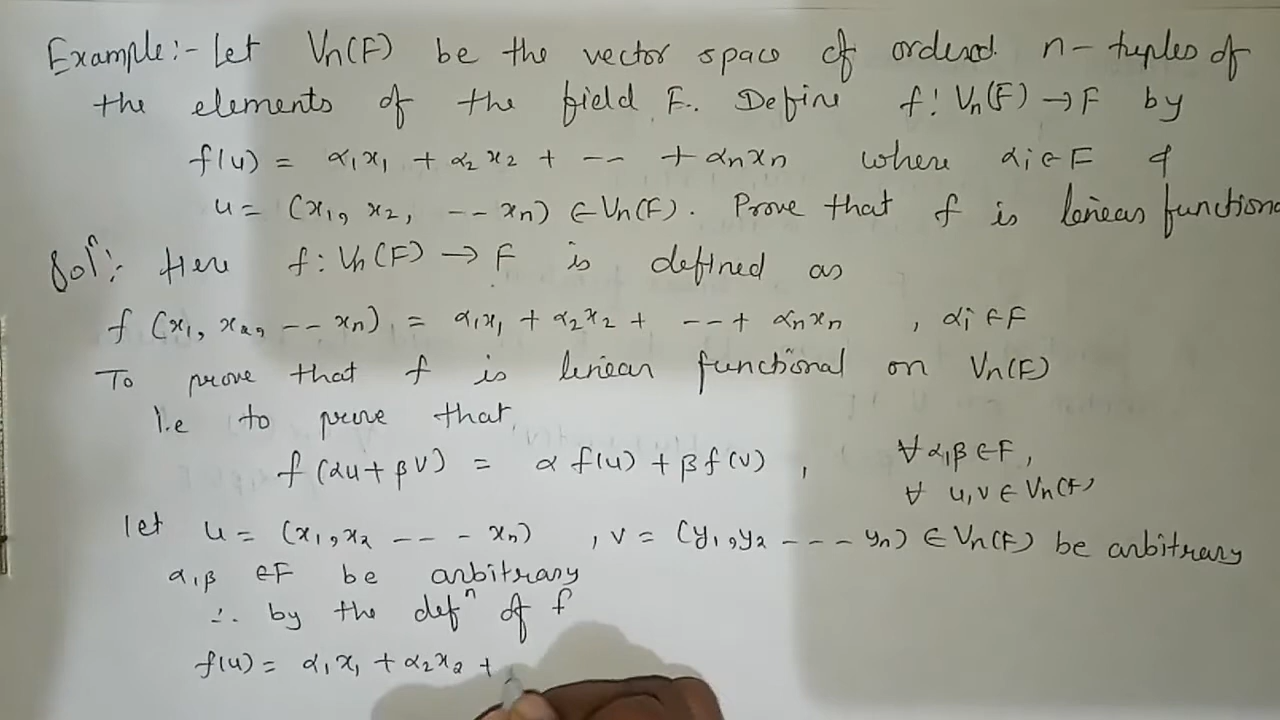 Example:- Let Vn(F) be the vector space of ordered n-tuples of
the elements of the field F. Define f: Vn(F) → F by
f(u) = α₁x₁ + α₂x₂ + -- + αnxn where αi ∈ F &
u = (x₁, x₂, -- xn) ∈ Vn(F). Prove that f is linear functiona
Solⁿ:- Here f: Vn(F) → F is defined as
f (x₁, x₂, -- xn) = α₁x₁ + α₂x₂ + --+ αnxn , αi ∈ F
To prove that f is linear functional on Vn(F)
I.e to prove that,
f(αu + βv) = α f(u) + β f(v) , ∀ α,β ∈ F,
∀ u,v ∈ Vn(F)
let u = (x₁, x₂ --- xn) , v = (y₁, y₂ --- yn) ∈ Vn(F) be arbitrary
α,β ∈F be arbitrary
∴ by the defⁿ of f
f(u) = α₁x₁ + α₂x₂ +